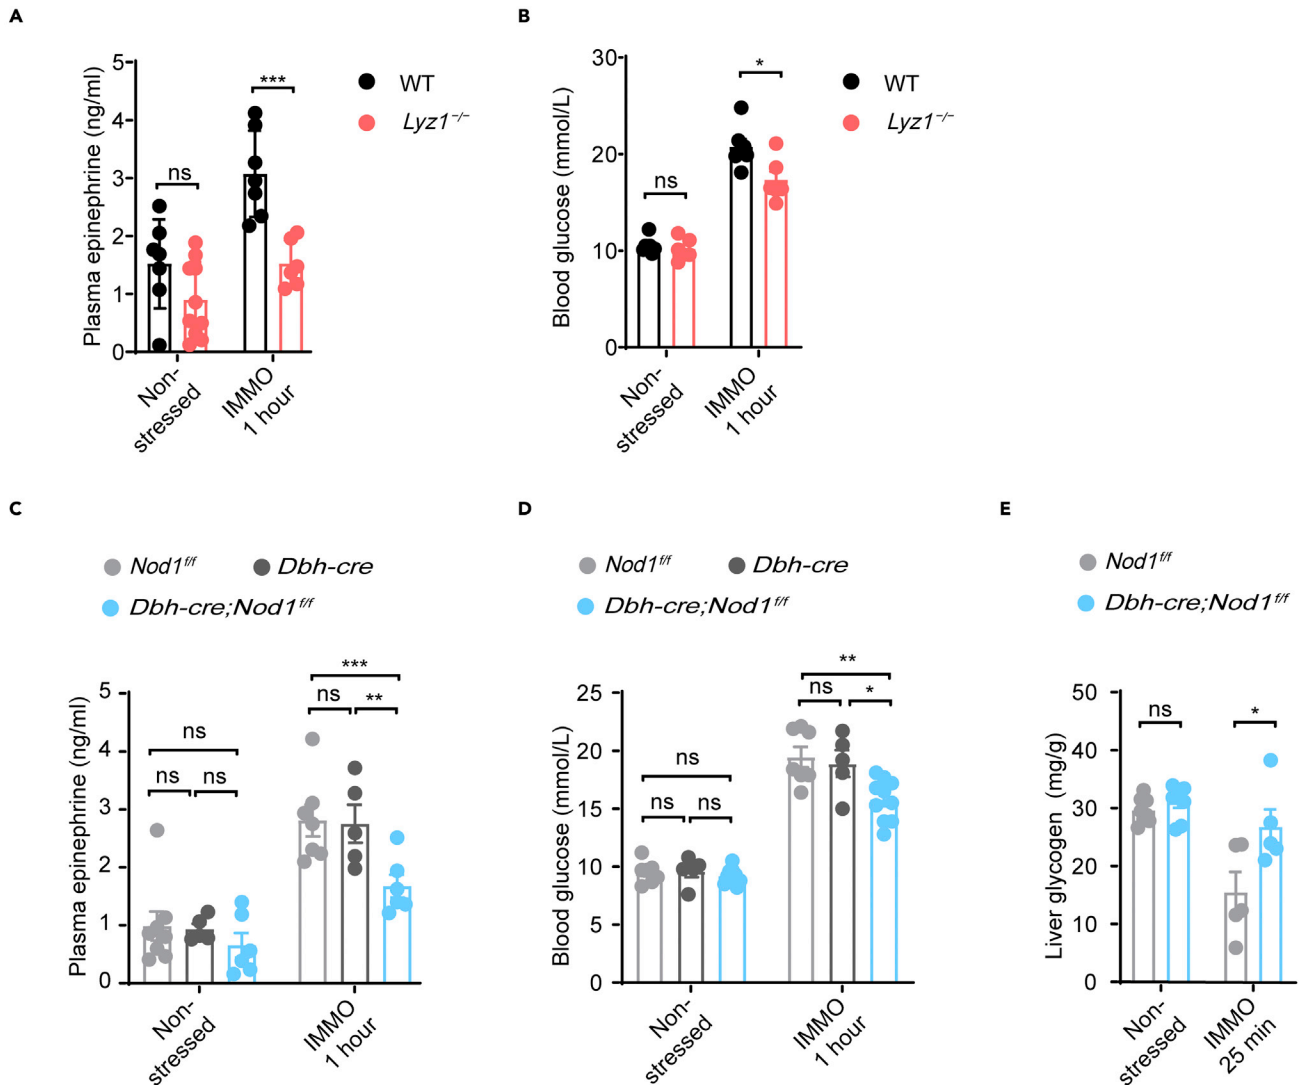 A
Plasma epinephrine (ng/ml)
5
4
3
2
1
0
ns
***
WT
Lyz1⁻/⁻
Non-
stressed
IMMO
1 hour
B
Blood glucose (mmol/L)
30
20
10
0
ns
*
WT
Lyz1⁻/⁻
Non-
stressed
IMMO
1 hour
C
Nod1f/f
Dbh-cre
Dbh-cre;Nod1f/f
Plasma epinephrine (ng/ml)
5
4
3
2
1
0
ns
ns
ns
***
ns
**
Non-
stressed
IMMO
1 hour
D
Nod1f/f
Dbh-cre
Dbh-cre;Nod1f/f
Blood glucose (mmol/L)
25
20
15
10
5
0
ns
ns
ns
**
ns
*
Non-
stressed
IMMO
1 hour
E
Nod1f/f
Dbh-cre;Nod1f/f
Liver glycogen (mg/g)
50
40
30
20
10
0
ns
*
Non-
stressed
IMMO
25 min